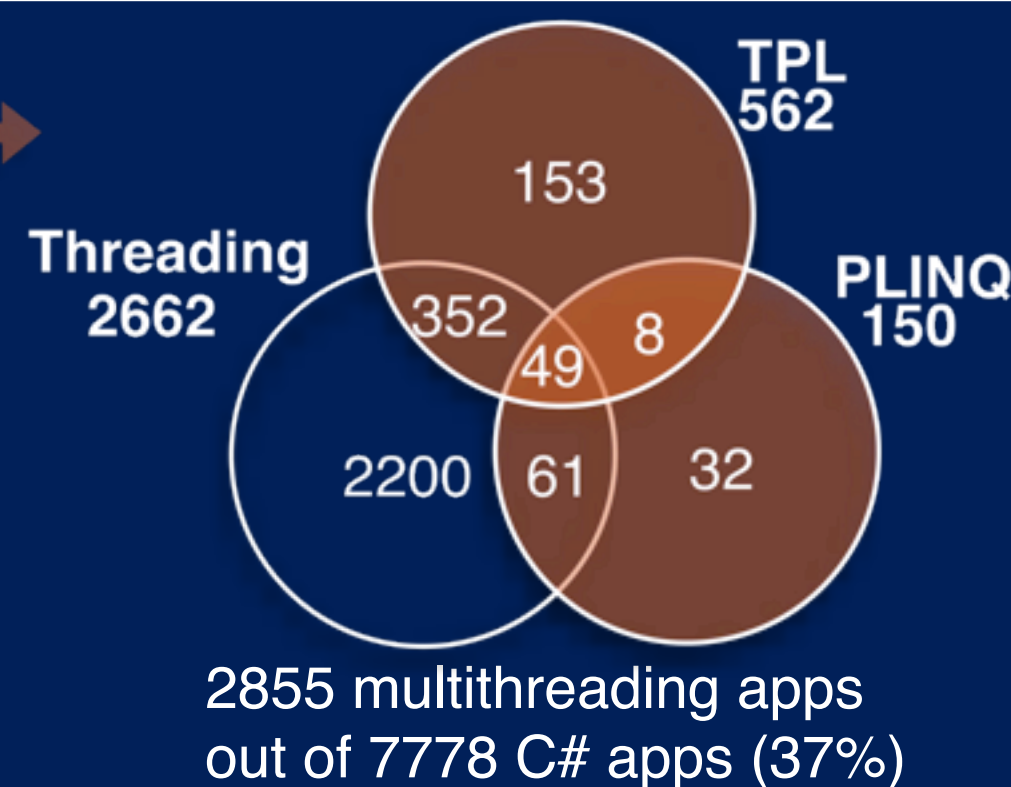 TPL
562
153
Threading
2662
PLINQ
150
352
8
49
2200
61
32
2855 multithreading apps
out of 7778 C# apps (37%)